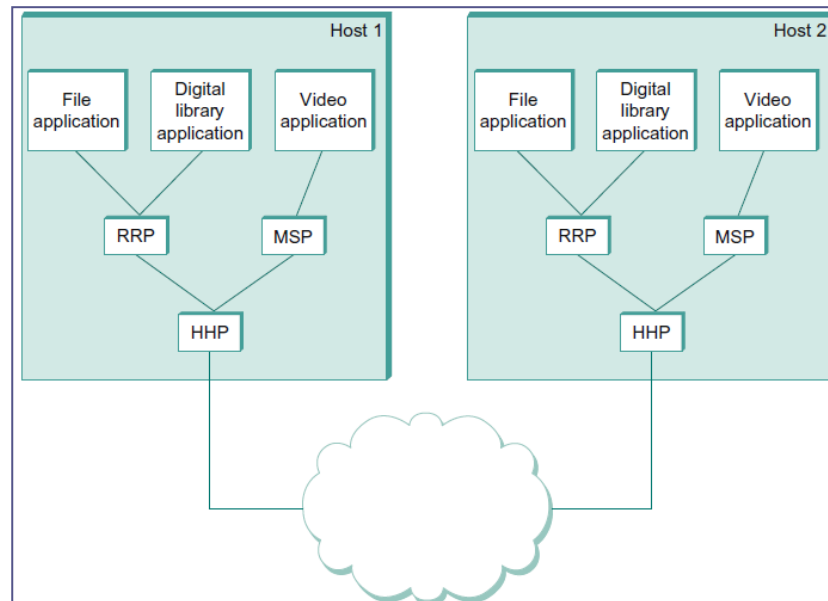 Host 1
File
application
Digital
library
application
Video
application
RRP
MSP
HHP
Host 2
File
application
Digital
library
application
Video
application
RRP
MSP
HHP